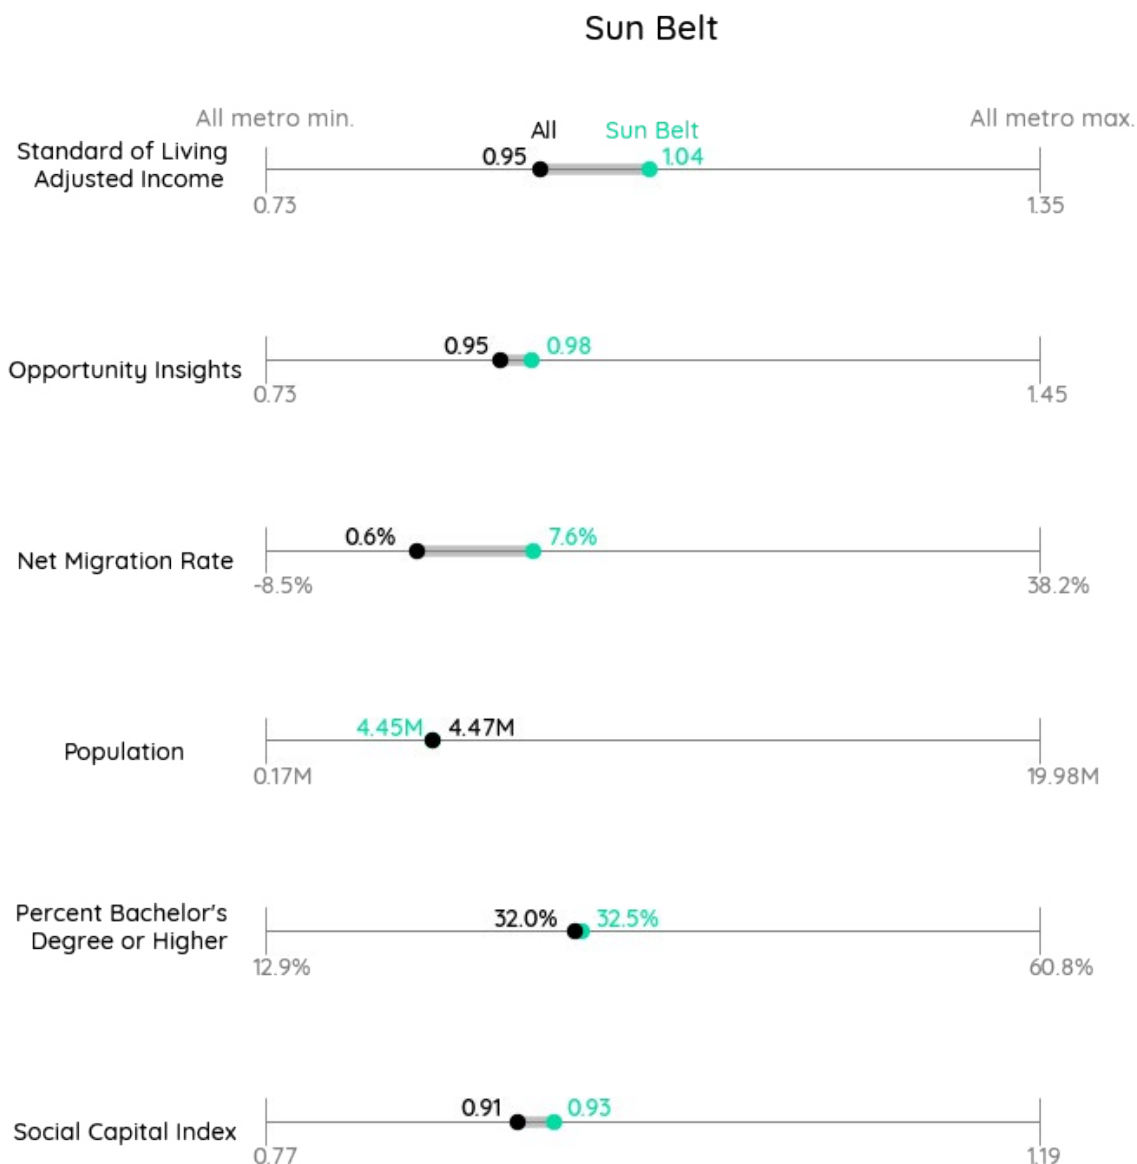 Sun Belt
All metro min.
All
Sun Belt
All metro max.
Standard of Living
Adjusted Income
0.95
1.04
0.73
1.35
Opportunity Insights
0.95
0.98
0.73
1.45
Net Migration Rate
0.6%
7.6%
-8.5%
38.2%
Population
4.45M
4.47M
0.17M
19.98M
Percent Bachelor's
Degree or Higher
32.0%
32.5%
12.9%
60.8%
Social Capital Index
0.91
0.93
0.77
1.19